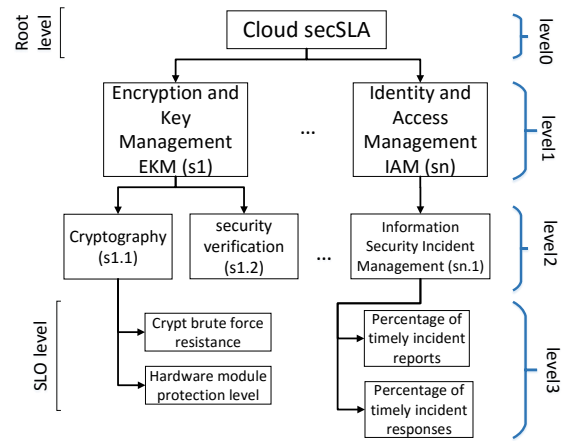 Root
level
Cloud secSLA
level0
Encryption and
Key
Management
EKM (s1)
...
Identity and
Access
Management
IAM (sn)
level1
Cryptography
(s1.1)
security
verification
(s1.2)
...
Information
Security Incident
Management (sn.1)
level2
SLO level
Crypt brute force
resistance
Hardware module
protection level
Percentage of
timely incident
reports
Percentage of
timely incident
responses
level3